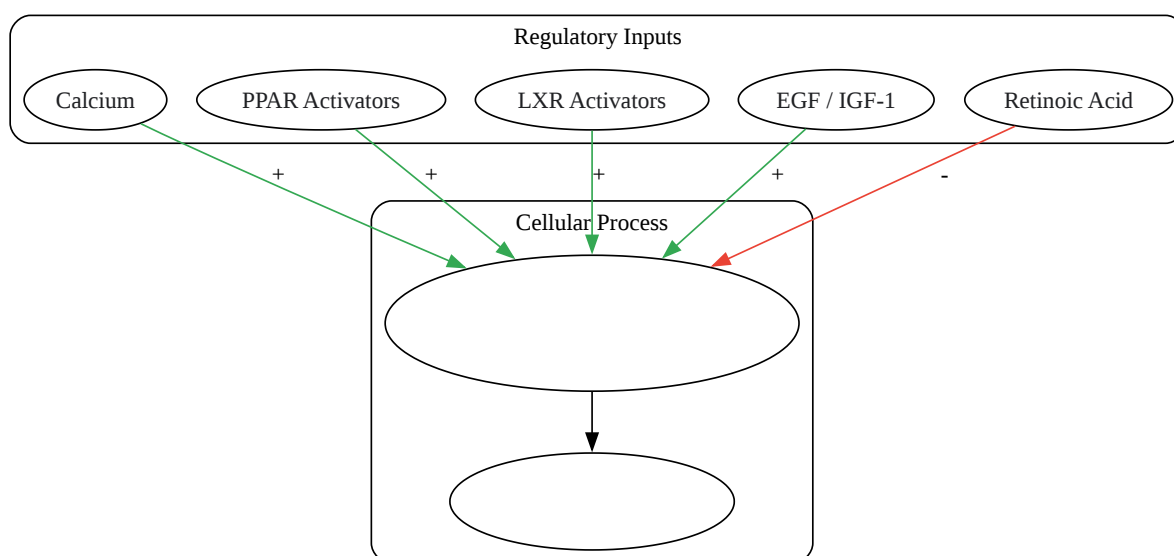 Regulatory Inputs
Calcium
PPAR Activators
LXR Activators
EGF / IGF-1
Retinoic Acid
+
+
+
+
-
Cellular Process